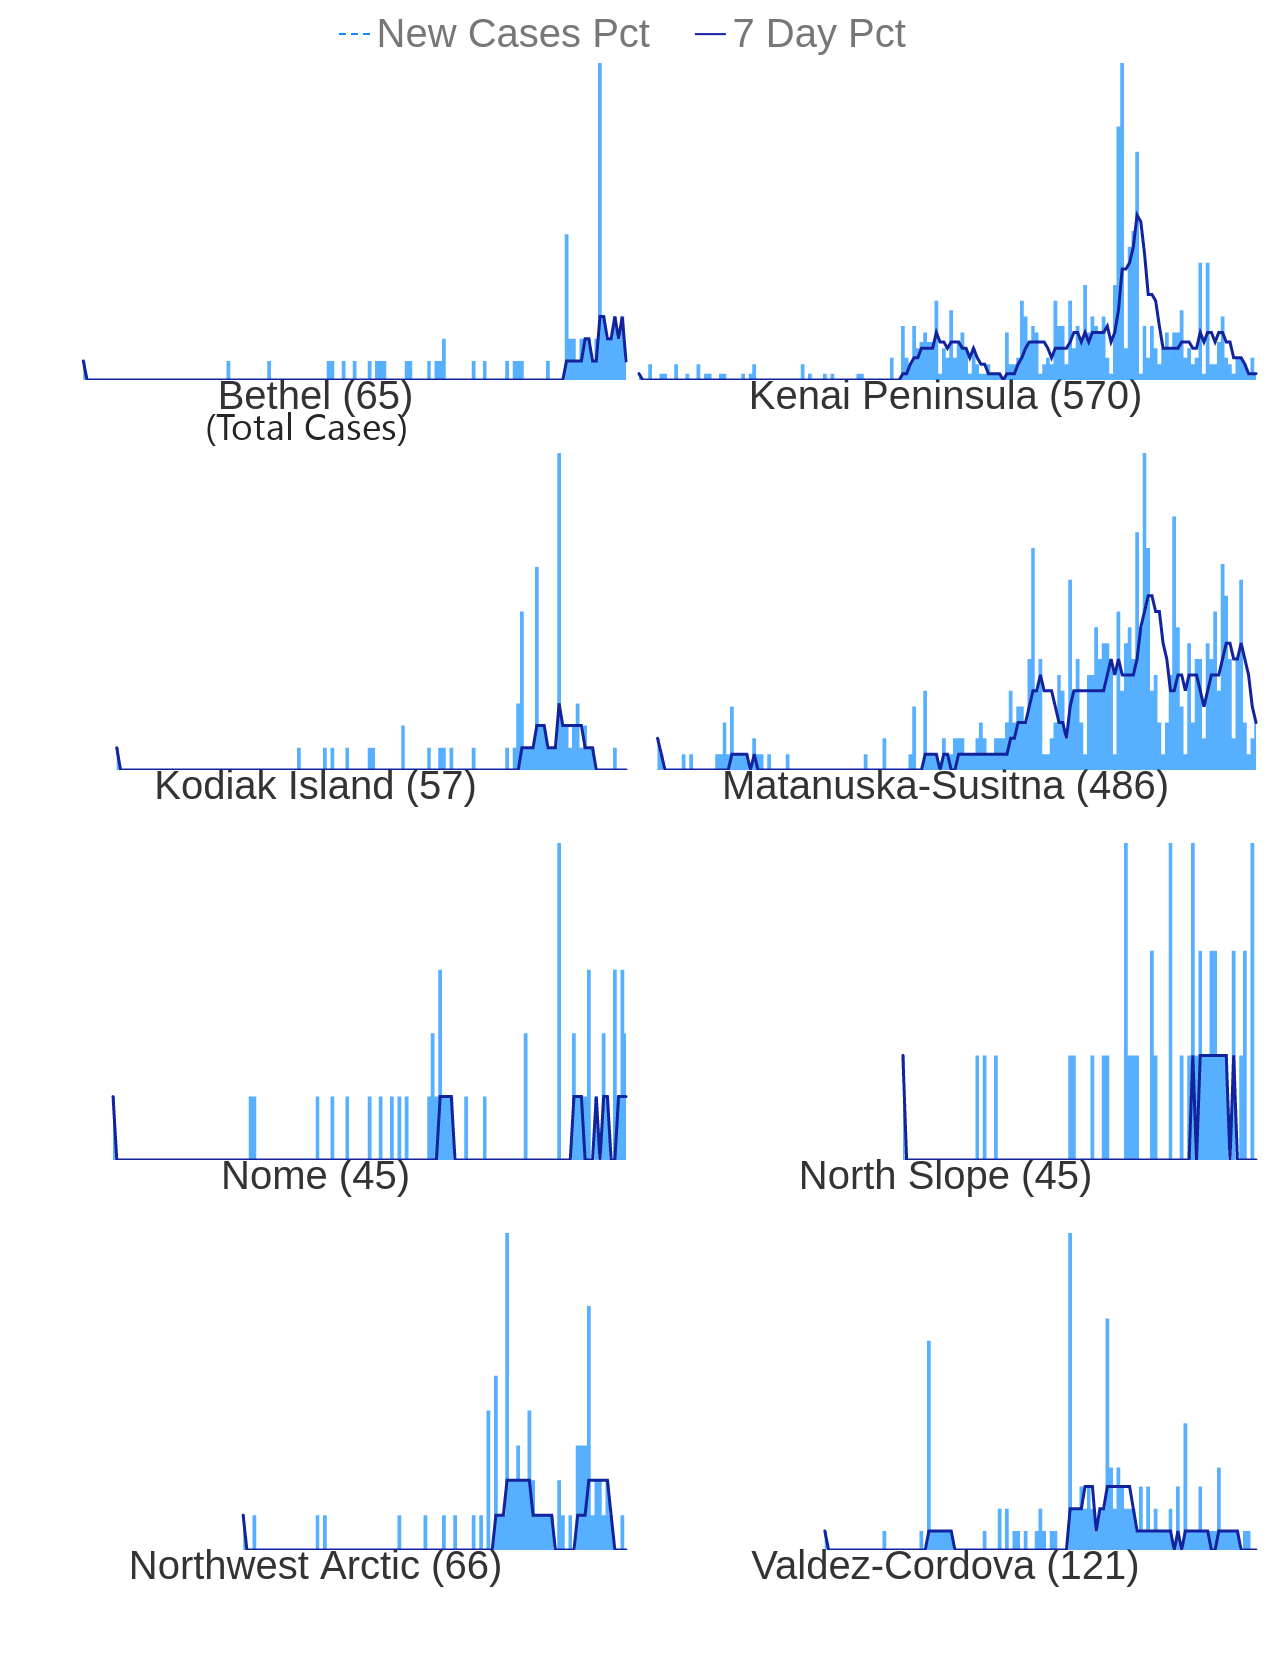 New Cases Pct 7 Day Pct
Bethel (65) Kenai Peninsula (570)
(Total Cases)
Kodiak Island (57) Matanuska-Susitna (486)
Nome (45) North Slope (45)
Northwest Arctic (66) Valdez-Cordova (121)